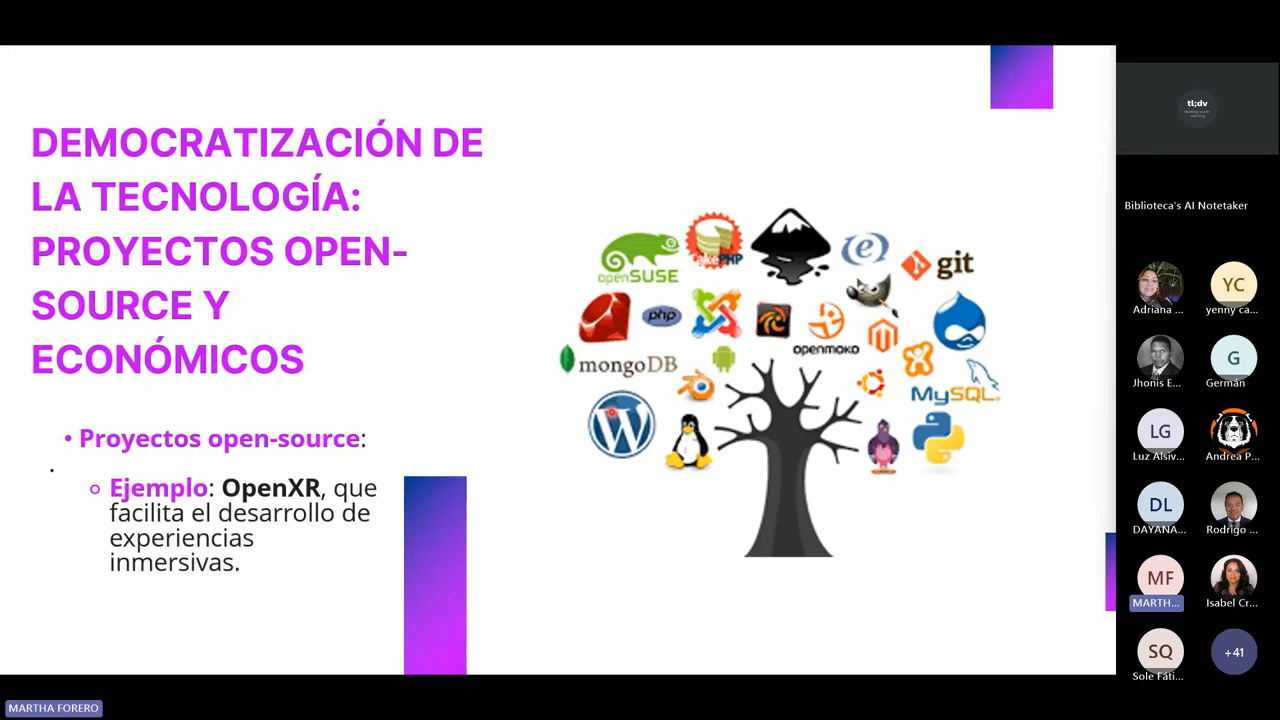 DEMOCRATIZACIÓN DE
LA TECNOLOGÍA:
PROYECTOS OPEN-
SOURCE Y
ECONÓMICOS
• Proyectos open-source:
.
Ejemplo: OpenXR, que
facilita el desarrollo de
experiencias
inmersivas.
openSUSE
CakePHP
git
php
openmoko
mongoDB
MySQL
tl;dv
Biblioteca's AI Notetaker
Adriana ...
YC
yenny ca...
Jhonis E...
G
Germán
LG
Luz Alsiv...
Andrea P...
DL
DAYANA...
Rodrigo ...
MF
MARTH...
Isabel Cr...
SQ
Sole Fáti...
+41
MARTHA FORERO